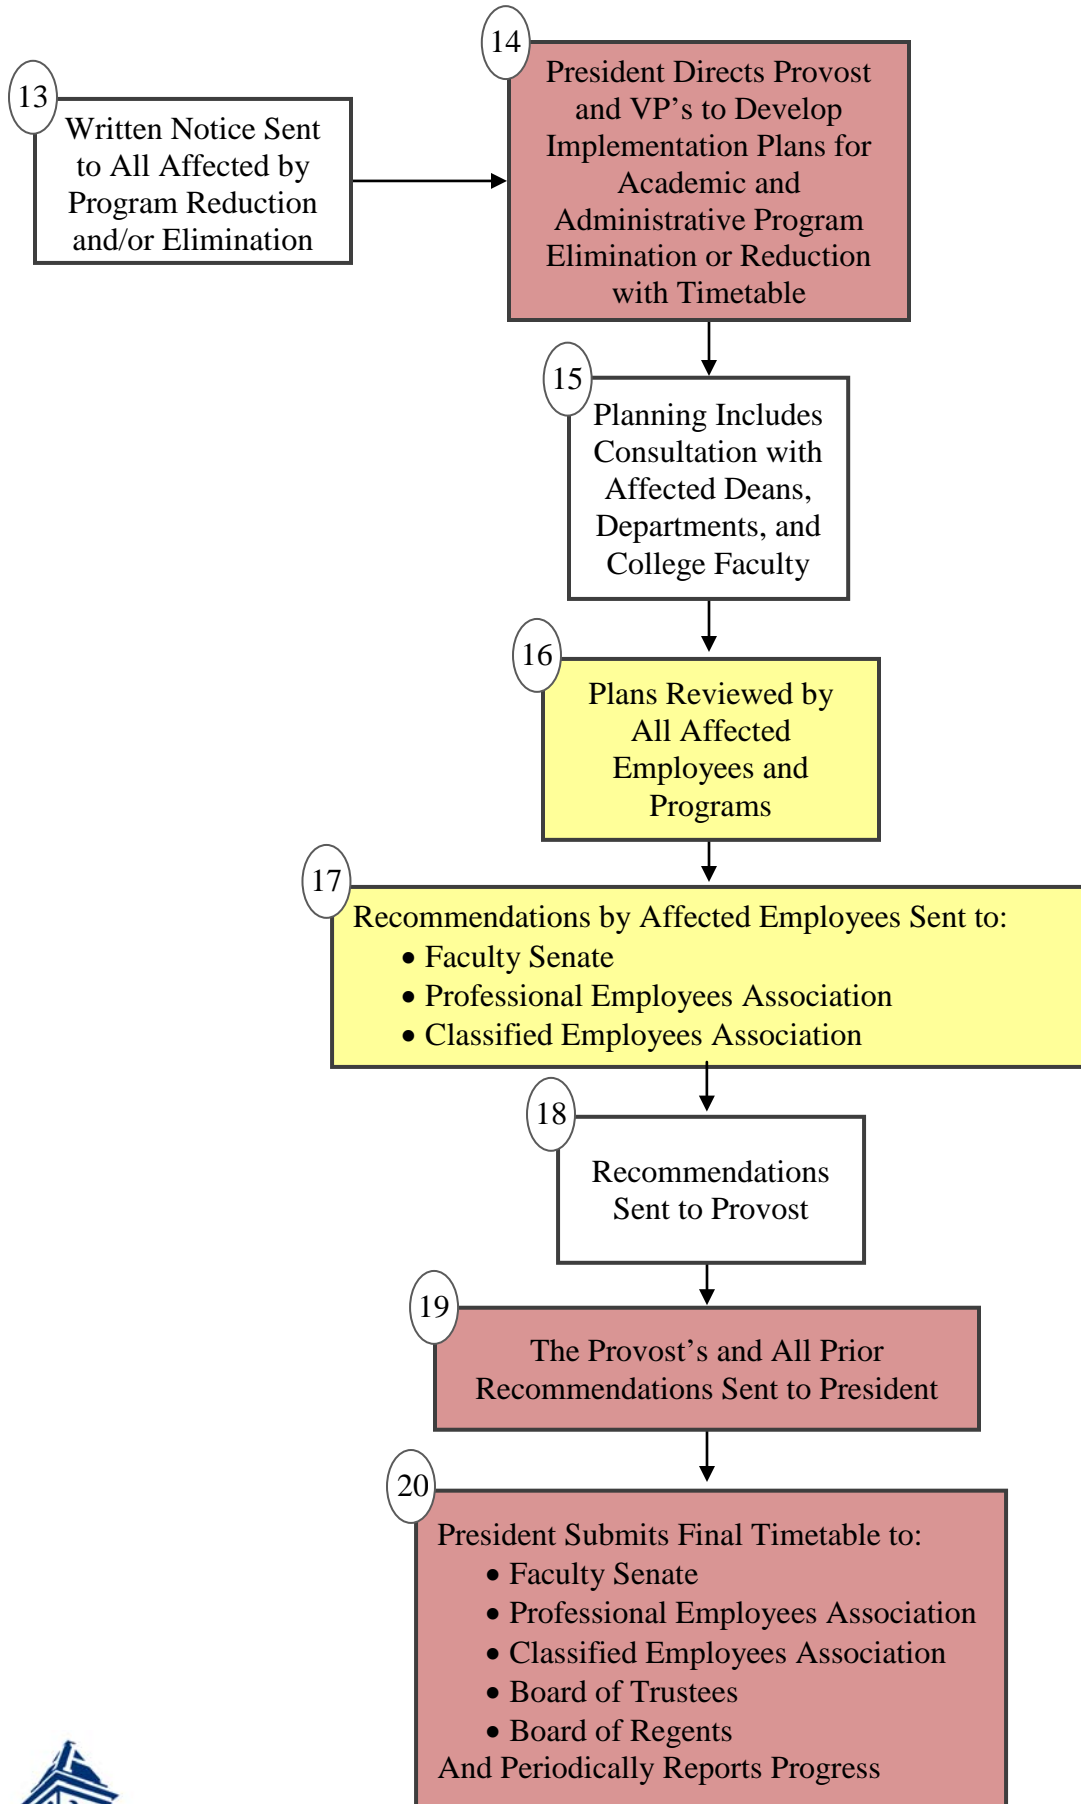 13
Written Notice Sent
to All Affected by
Program Reduction
and/or Elimination
14
President Directs Provost
and VP’s to Develop
Implementation Plans for
Academic and
Administrative Program
Elimination or Reduction
with Timetable
15
Planning Includes
Consultation with
Affected Deans,
Departments, and
College Faculty
16
Plans Reviewed by
All Affected
Employees and
Programs
17
Recommendations by Affected Employees Sent to:
• Faculty Senate
• Professional Employees Association
• Classified Employees Association
18
Recommendations
Sent to Provost
19
The Provost’s and All Prior
Recommendations Sent to President
20
President Submits Final Timetable to:
• Faculty Senate
• Professional Employees Association
• Classified Employees Association
• Board of Trustees
• Board of Regents
And Periodically Reports Progress